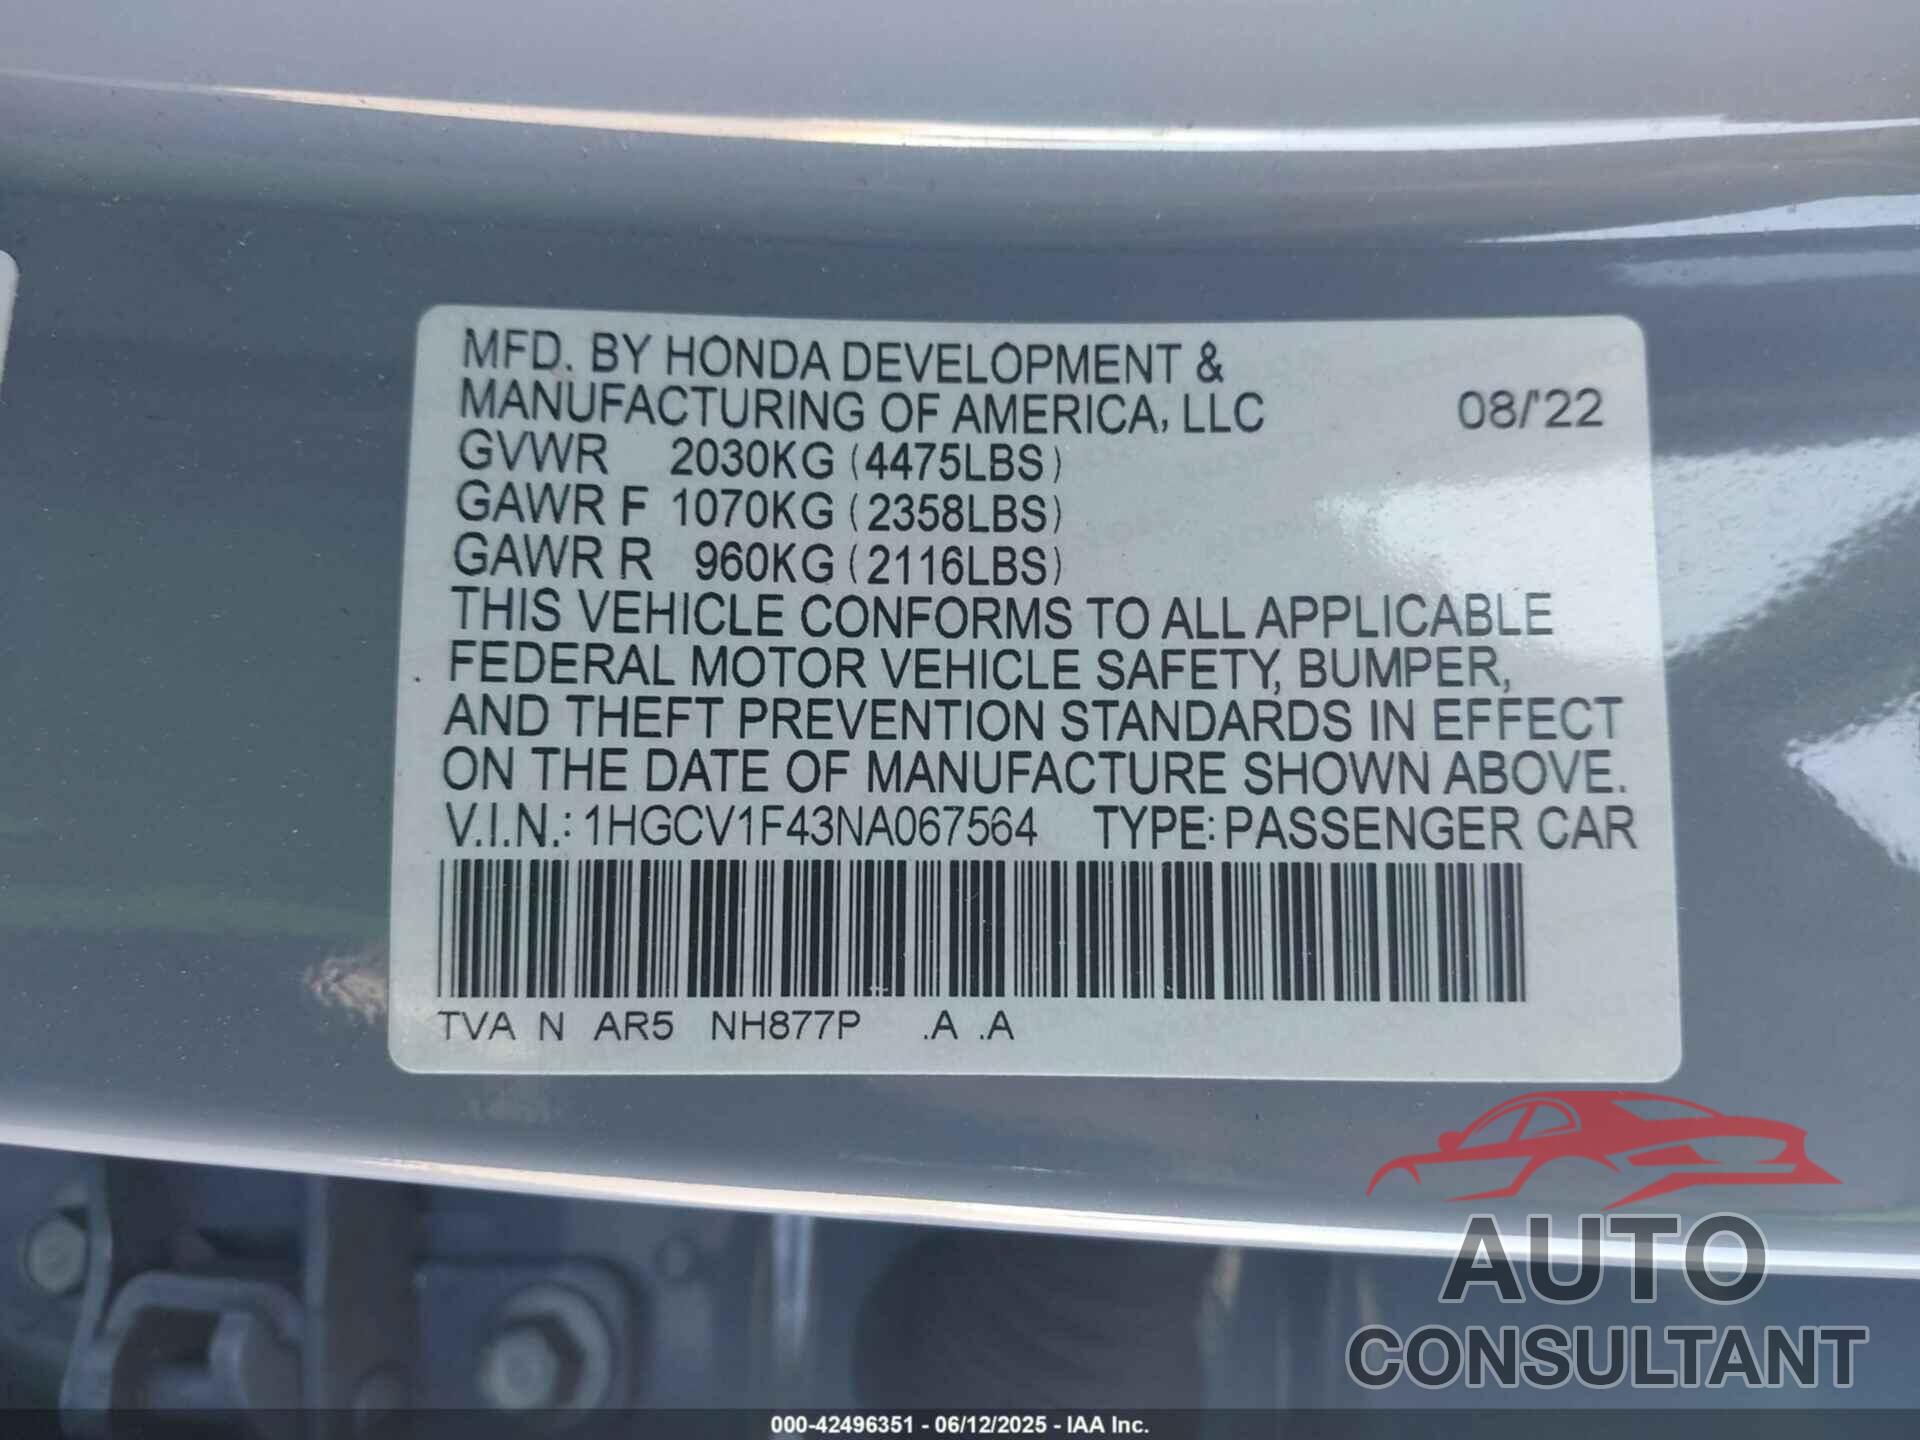 MFD. BY HONDA DEVELOPMENT &
MANUFACTURING OF AMERICA, LLC 08/'22
GVWR 2030KG (4475LBS)
GAWR F 1070KG (2358LBS)
GAWR R 960KG (2116LBS)
THIS VEHICLE CONFORMS TO ALL APPLICABLE
FEDERAL MOTOR VEHICLE SAFETY, BUMPER,
AND THEFT PREVENTION STANDARDS IN EFFECT
ON THE DATE OF MANUFACTURE SHOWN ABOVE.
V.I.N.: 1HGCV1F43NA067564 TYPE: PASSENGER CAR
TVA N AR5 NH877P .A .A
AUTO
CONSULTANT
000-42496351 - 06/12/2025 - IAA Inc.